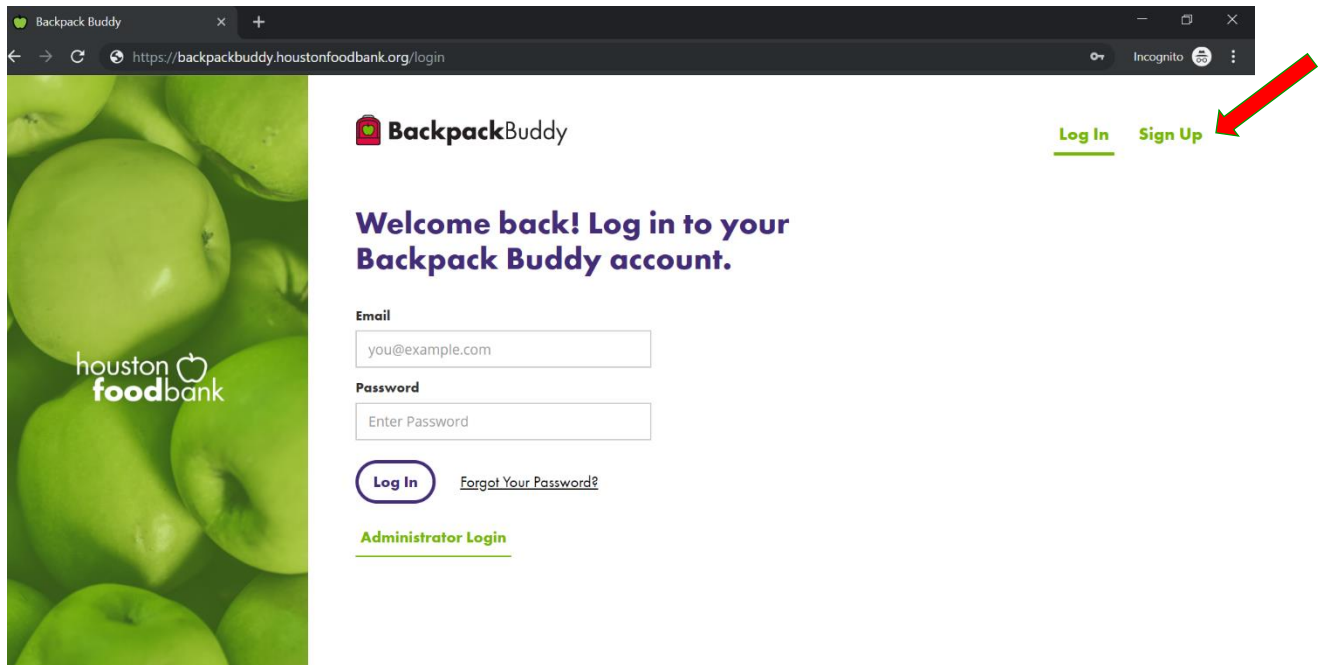 Backpack Buddy
https://backpackbuddy.houstonfoodbank.org/login
Incognito
BackpackBuddy
Log In
Sign Up
Welcome back! Log in to your
Backpack Buddy account.
Email
you@example.com
Password
Enter Password
Log In
Forgot Your Password?
Administrator Login
houston
foodbank